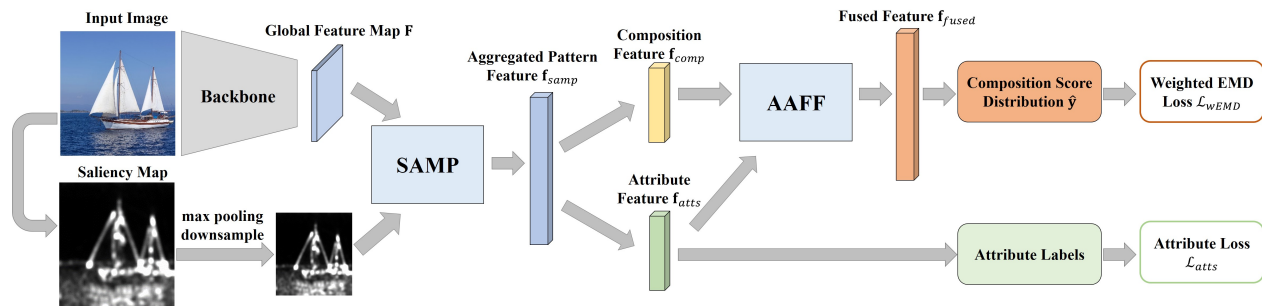 Input Image
Backbone
Global Feature Map F
Saliency Map
max pooling
downsample
SAMP
Aggregated Pattern
Feature f_samp
Composition
Feature f_comp
Attribute
Feature f_atts
AAFF
Fused Feature f_fused
Composition Score
Distribution ŷ
Weighted EMD
Loss ℒ_wEMD
Attribute Labels
Attribute Loss
ℒ_atts